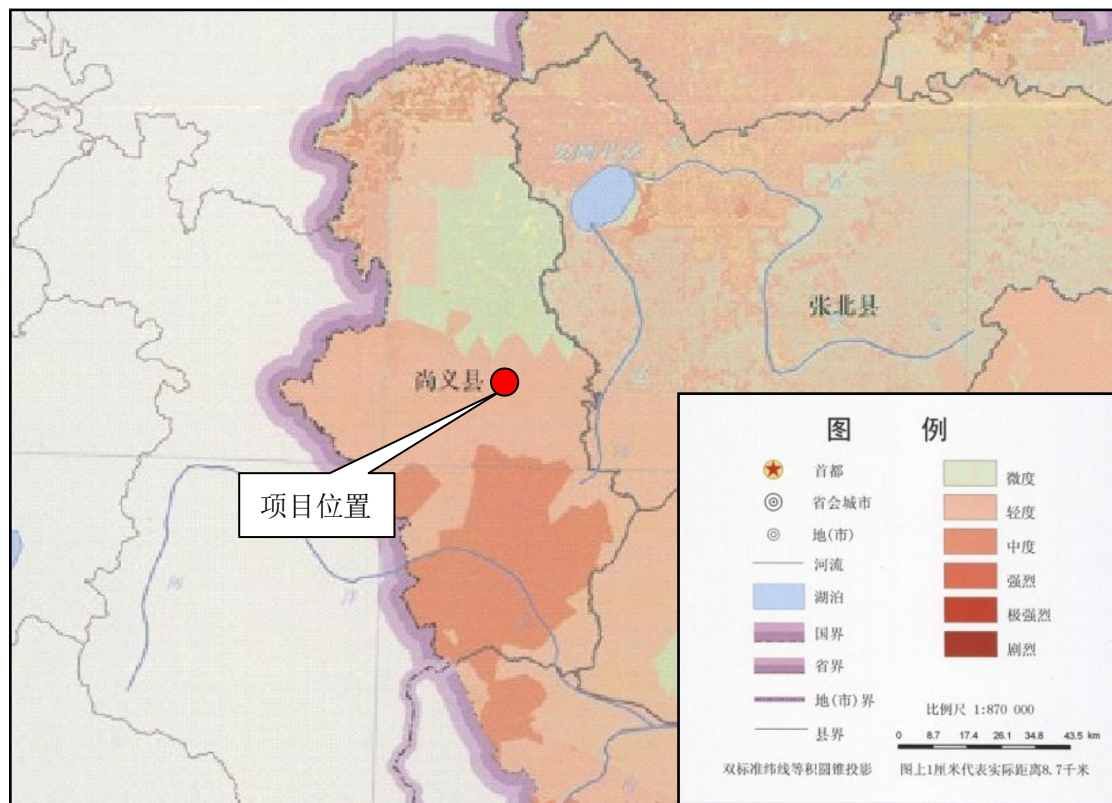 张北县
尚义县
项目位置
图 例
首都
省会城市
地(市)
河流
湖泊
国界
省界
地(市)界
县界
微度
轻度
中度
强烈
极强烈
剧烈
比例尺 1:870 000
0 8.7 17.4 26.1 34.8 43.5 km
双标准纬线等积圆锥投影
图上1厘米代表实际距离8.7千米